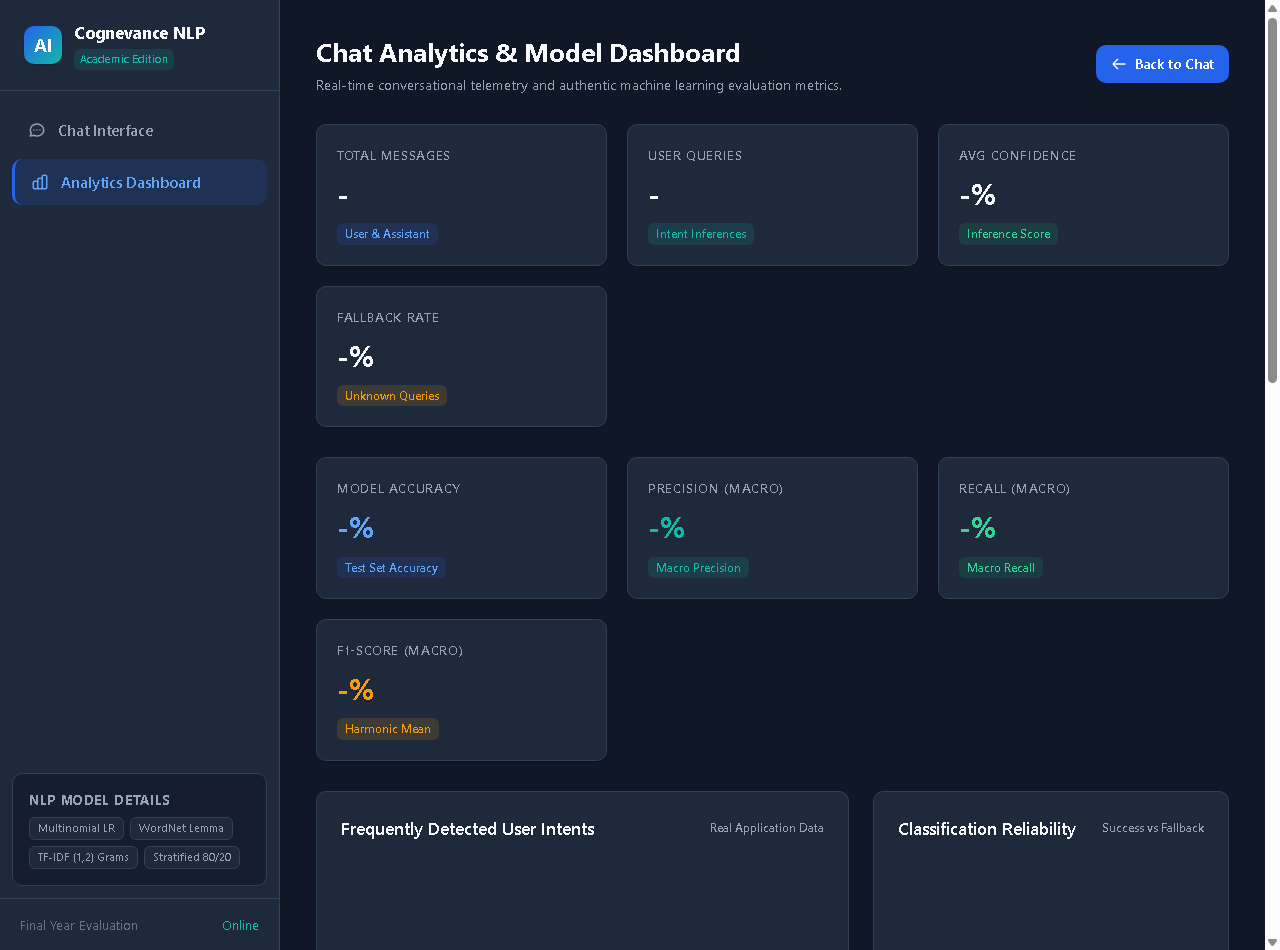 AI
Cognevance NLP
Academic Edition
Chat Interface
Analytics Dashboard
NLP MODEL DETAILS
Multinomial LR
WordNet Lemma
TF-IDF (1,2) Grams
Stratified 80/20
Final Year Evaluation
Online
Chat Analytics & Model Dashboard
Real-time conversational telemetry and authentic machine learning evaluation metrics.
← Back to Chat
TOTAL MESSAGES
-
User & Assistant
USER QUERIES
-
Intent Inferences
AVG CONFIDENCE
-%
Inference Score
FALLBACK RATE
-%
Unknown Queries
MODEL ACCURACY
-%
Test Set Accuracy
PRECISION (MACRO)
-%
Macro Precision
RECALL (MACRO)
-%
Macro Recall
F1-SCORE (MACRO)
-%
Harmonic Mean
Frequently Detected User Intents
Real Application Data
Classification Reliability
Success vs Fallback